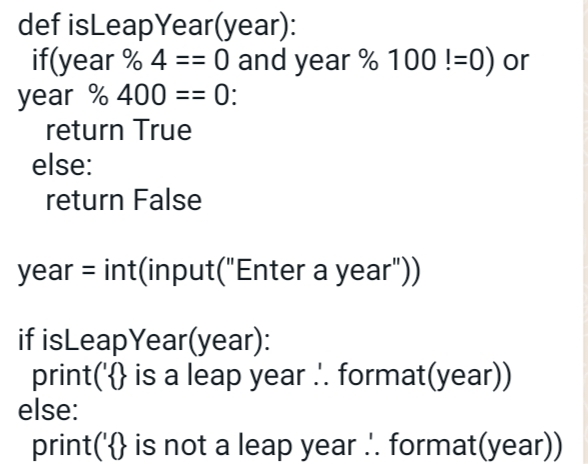 def isLeapYear(year):
if(year % 4 == 0 and year % 100 !=0) or
year % 400 == 0:
return True
else:
return False
year = int(input("Enter a year"))
if isLeapYear(year):
print('{} is a leap year .'. format(year))
else:
print('{} is not a leap year .'. format(year))